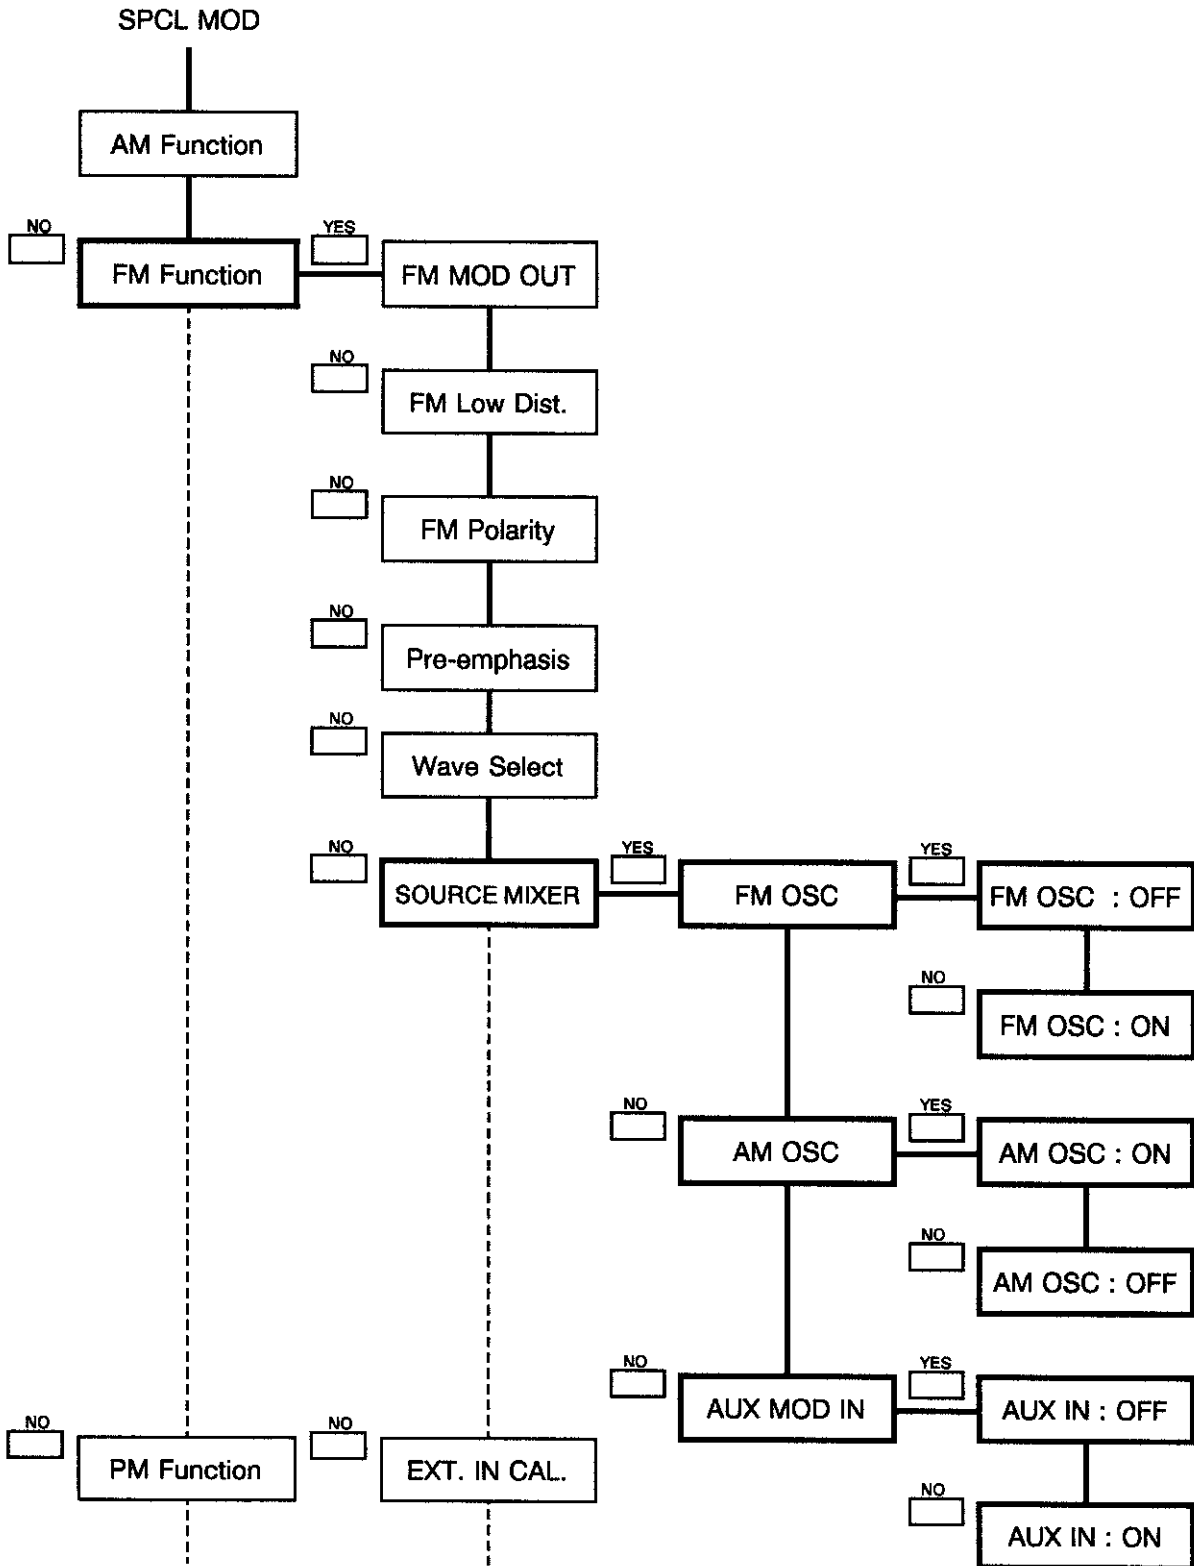 SPCL MOD
AM Function
NO
FM Function
YES
FM MOD OUT
NO
FM Low Dist.
NO
FM Polarity
NO
Pre-emphasis
NO
Wave Select
NO
SOURCE MIXER
YES
FM OSC
YES
FM OSC : OFF
NO
FM OSC : ON
NO
AM OSC
YES
AM OSC : ON
NO
AM OSC : OFF
NO
AUX MOD IN
YES
AUX IN : OFF
NO
PM Function
NO
EXT. IN CAL.
NO
AUX IN : ON